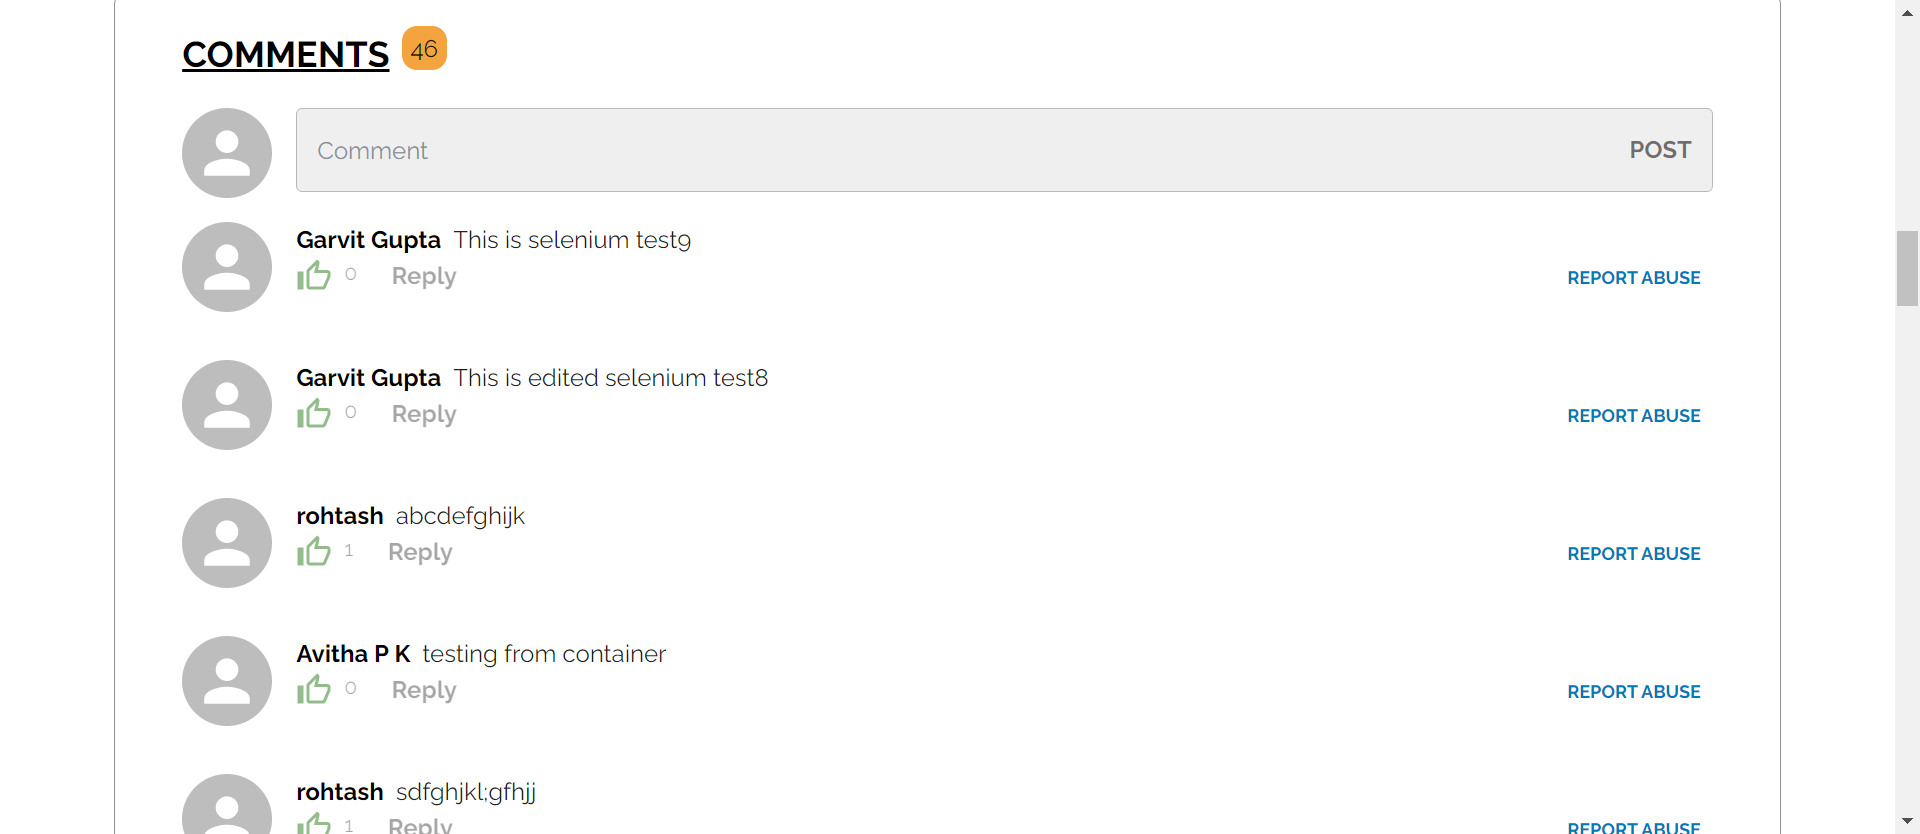 COMMENTS 46
Comment POST
Garvit Gupta This is selenium test9
0 Reply REPORT ABUSE
Garvit Gupta This is edited selenium test8
0 Reply REPORT ABUSE
rohtash abcdefghijk
1 Reply REPORT ABUSE
Avitha P K testing from container
0 Reply REPORT ABUSE
rohtash sdfghjkl;gfhjj
1 Reply REPORT ABUSE